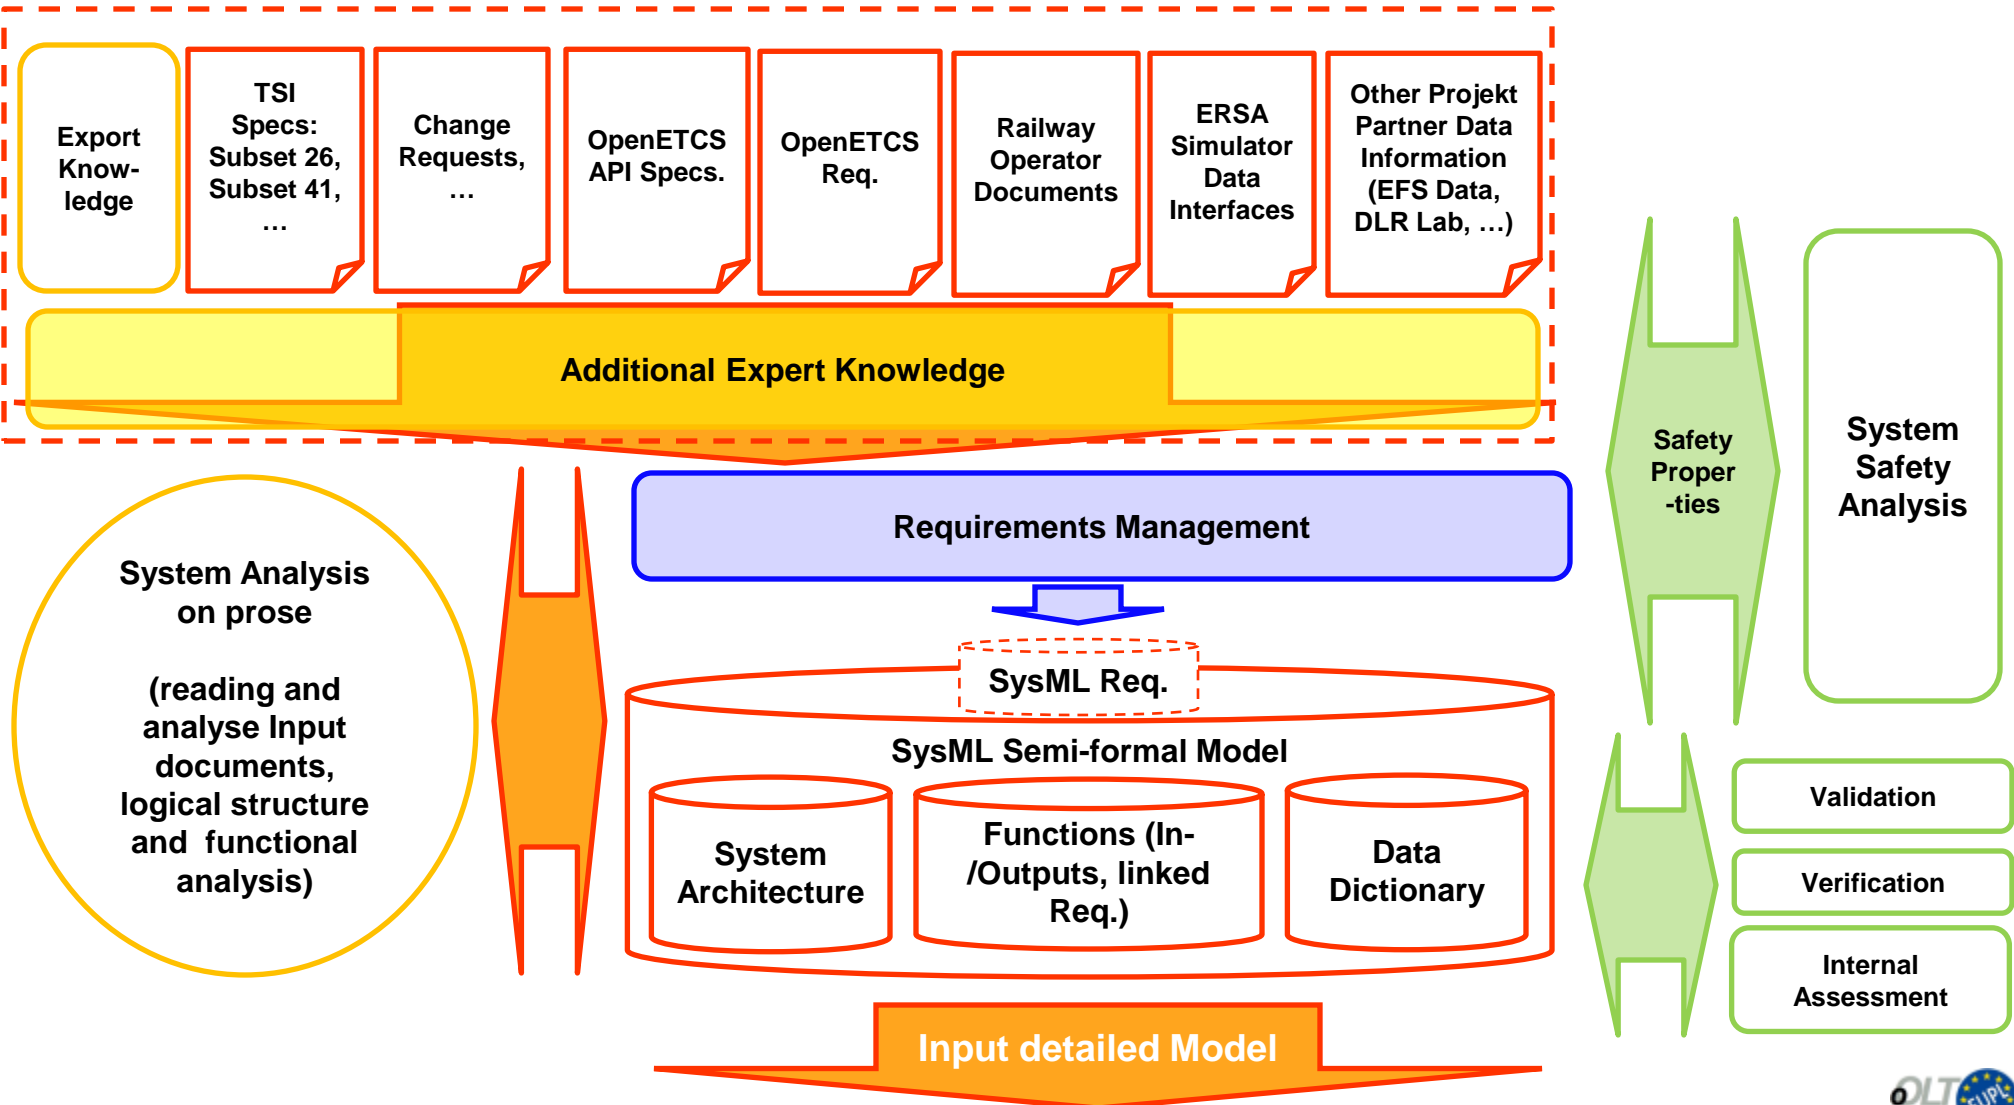 Export
Know-
ledge
TSI
Specs:
Subset 26,
Subset 41,
…
Change
Requests,
…
OpenETCS
API Specs.
OpenETCS
Req.
Railway
Operator
Documents
ERSA
Simulator
Data
Interfaces
Other Projekt
Partner Data
Information
(EFS Data,
DLR Lab, …)
Additional Expert Knowledge
Safety
Proper
-ties
System
Safety
Analysis
Requirements Management
System Analysis
on prose
(reading and
analyse Input
documents,
logical structure
and functional
analysis)
SysML Req.
SysML Semi-formal Model
System
Architecture
Functions (In-
/Outputs, linked
Req.)
Data
Dictionary
Validation
Verification
Internal
Assessment
Input detailed Model
oOLT
EUPL